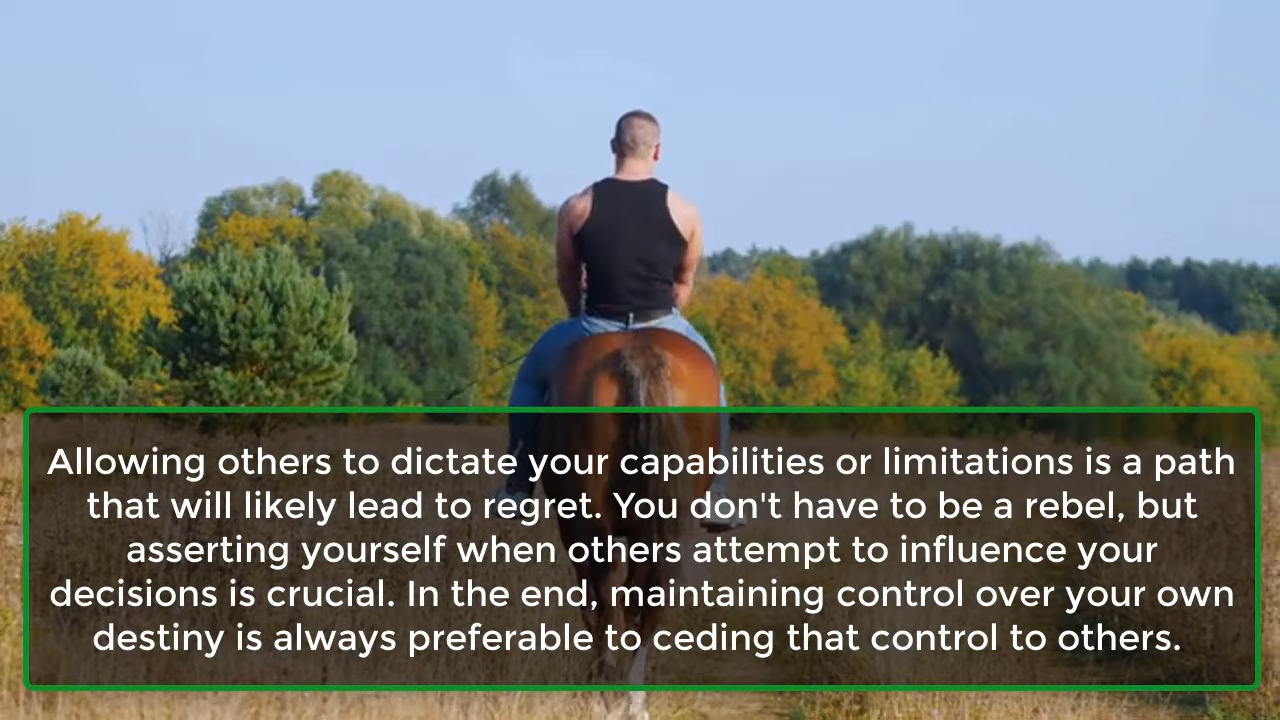 Allowing others to dictate your capabilities or limitations is a path
that will likely lead to regret. You don't have to be a rebel, but
asserting yourself when others attempt to influence your
decisions is crucial. In the end, maintaining control over your own
destiny is always preferable to ceding that control to others.